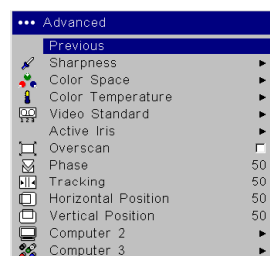 ••• Advanced
Previous
Sharpness
Color Space
Color Temperature
Video Standard
Active Iris
Overscan
Phase 50
Tracking 50
Horizontal Position 50
Vertical Position 50
Computer 2
Computer 3